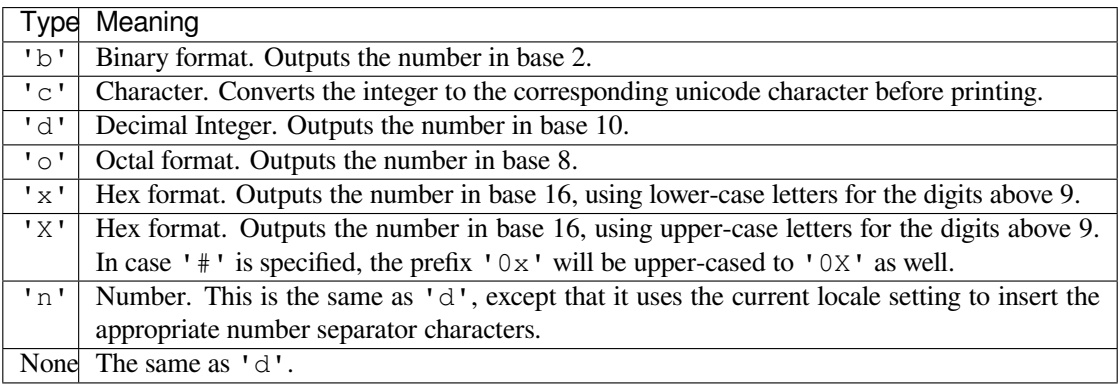 Type Meaning
'b' Binary format. Outputs the number in base 2.
'c' Character. Converts the integer to the corresponding unicode character before printing.
'd' Decimal Integer. Outputs the number in base 10.
'o' Octal format. Outputs the number in base 8.
'x' Hex format. Outputs the number in base 16, using lower-case letters for the digits above 9.
'X' Hex format. Outputs the number in base 16, using upper-case letters for the digits above 9.
In case '#' is specified, the prefix '0x' will be upper-cased to '0X' as well.
'n' Number. This is the same as 'd', except that it uses the current locale setting to insert the
appropriate number separator characters.
None The same as 'd'.